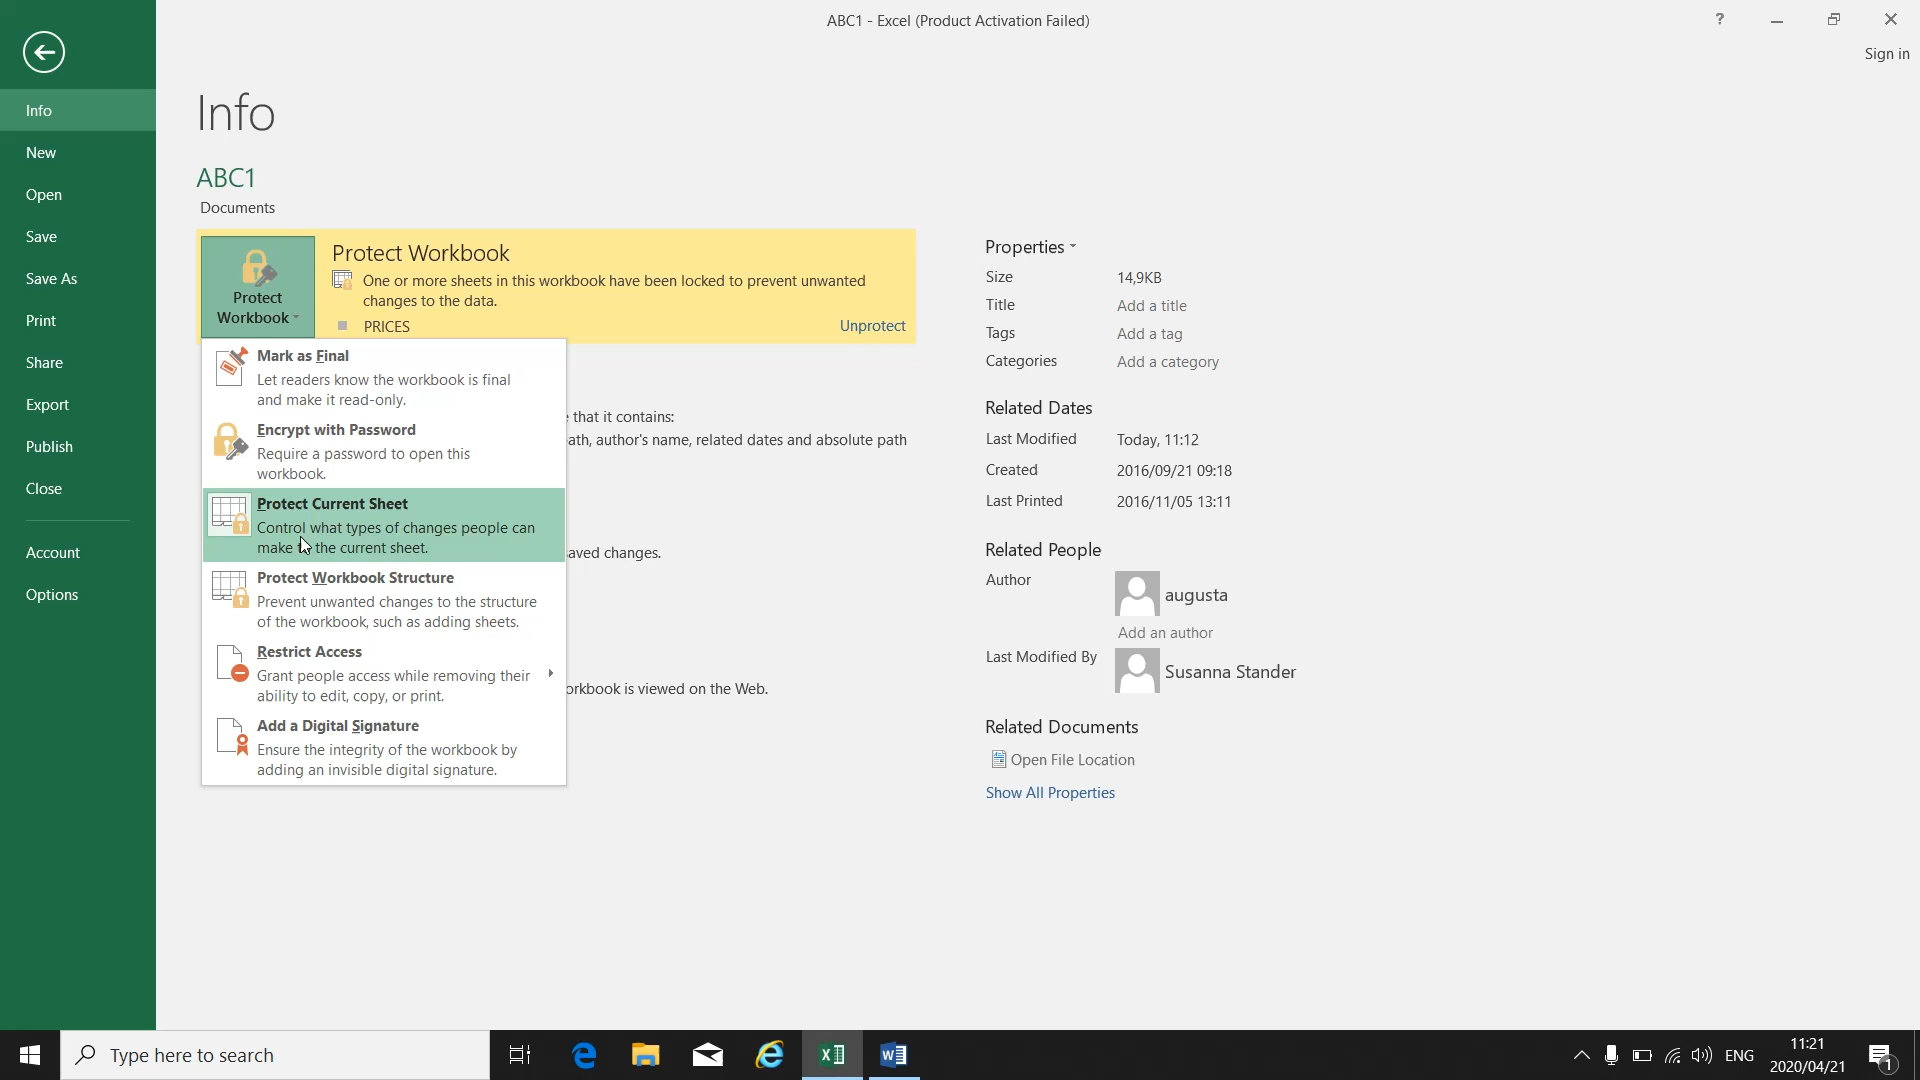 ABC1 - Excel (Product Activation Failed)
?
Sign in
Info
New
Open
Save
Save As
Print
Share
Export
Publish
Close
Account
Options
Info
ABC1
Documents
Protect
Workbook
Protect Workbook
One or more sheets in this workbook have been locked to prevent unwanted
changes to the data.
PRICES
Unprotect
Mark as Final
Let readers know the workbook is final
and make it read-only.
Encrypt with Password
Require a password to open this
workbook.
Protect Current Sheet
Control what types of changes people can
make the current sheet.
Protect Workbook Structure
Prevent unwanted changes to the structure
of the workbook, such as adding sheets.
Restrict Access
Grant people access while removing their
ability to edit, copy, or print.
Add a Digital Signature
Ensure the integrity of the workbook by
adding an invisible digital signature.
that it contains:
ath, author's name, related dates and absolute path
aved changes.
orkbook is viewed on the Web.
Properties
Size 14,9KB
Title Add a title
Tags Add a tag
Categories Add a category
Related Dates
Last Modified Today, 11:12
Created 2016/09/21 09:18
Last Printed 2016/11/05 13:11
Related People
Author augusta
Add an author
Last Modified By Susanna Stander
Related Documents
Open File Location
Show All Properties
Type here to search
ENG
11:21
2020/04/21
1